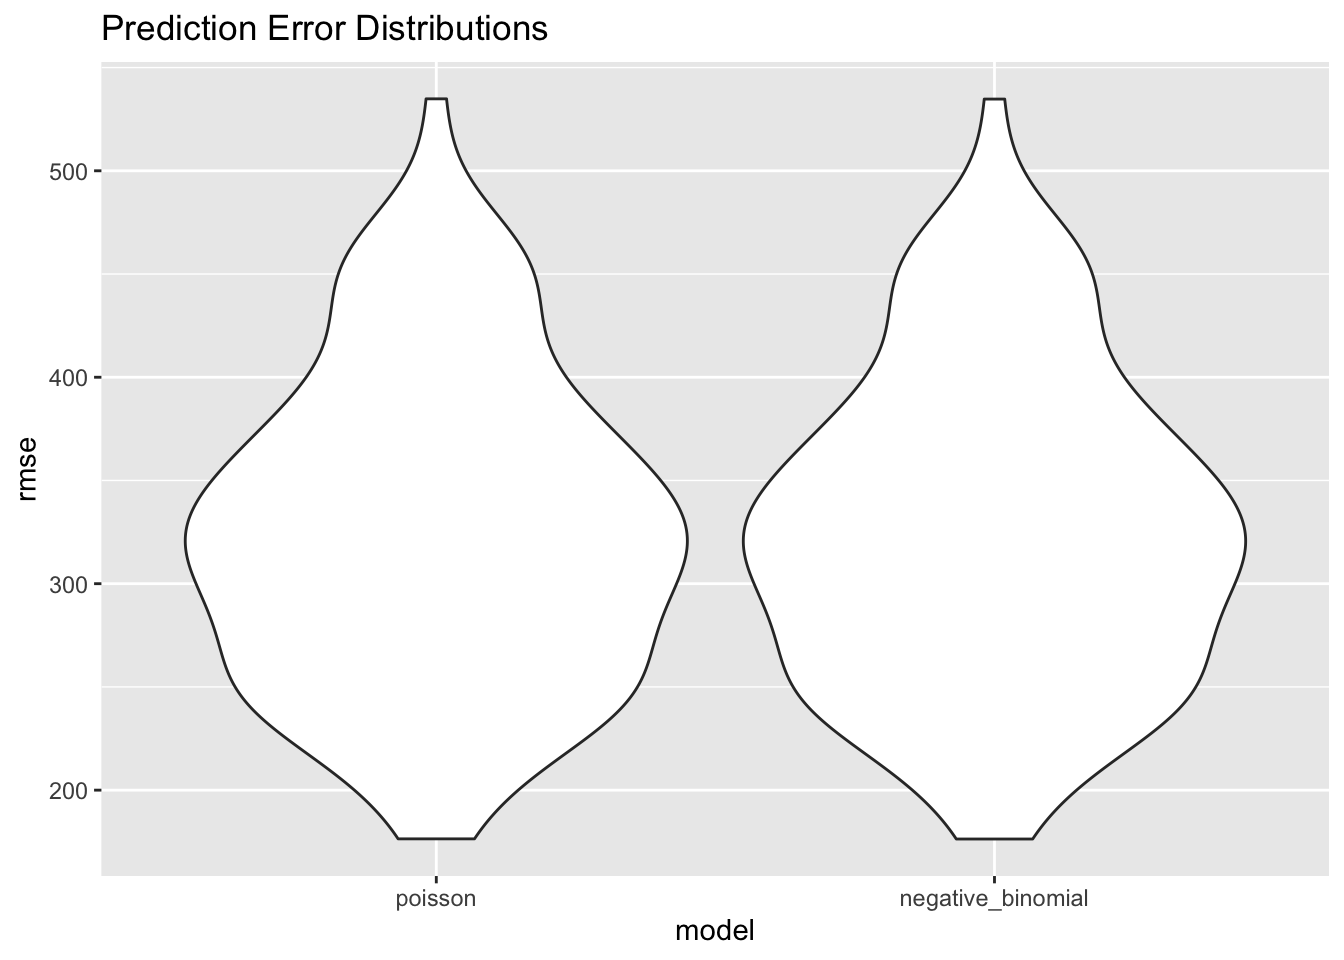 Prediction Error Distributions
rmse
500
400
300
200
poisson
negative_binomial
model